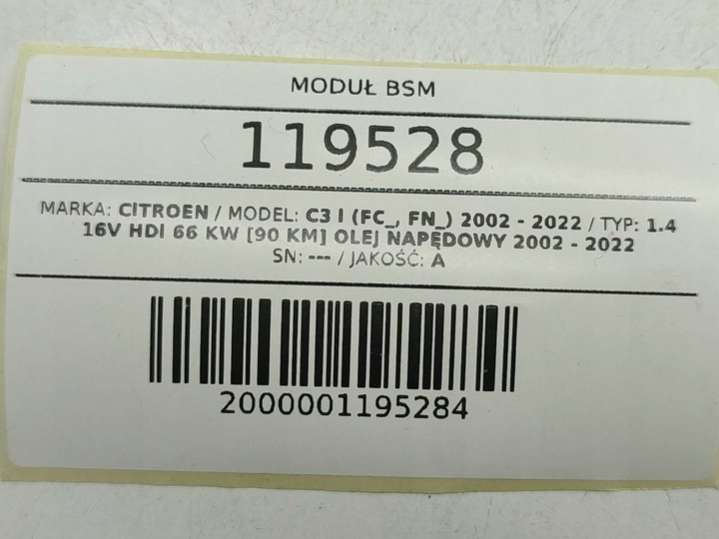 MODUŁ BSM
119528
MARKA: CITROEN / MODEL: C3 I (FC_, FN_) 2002 - 2022 / TYP: 1.4
16V HDI 66 KW [90 KM] OLEJ NAPĘDOWY 2002 - 2022
SN: --- / JAKOŚĆ: A
2000001195284